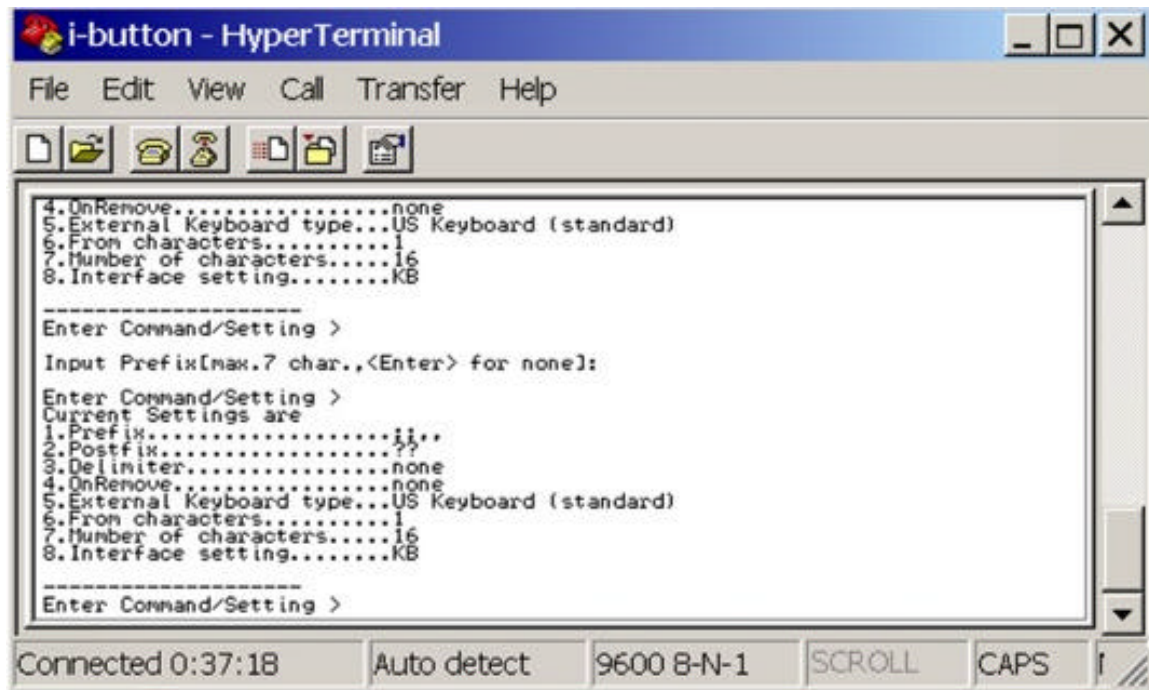 i-button - HyperTerminal
File Edit View Call Transfer Help
4.OnRemove.................none
5.External Keyboard type...US Keyboard (standard)
6.From characters..........1
7.Number of characters.....16
8.Interface setting........KB
---------------------
Enter Command/Setting >
Input Prefix[max.7 char.,<Enter> for none]:
Enter Command/Setting >
Current Settings are
1.Prefix...................;;,,
2.Postfix..................??
3.Delimiter................none
4.OnRemove.................none
5.External Keyboard type...US Keyboard (standard)
6.From characters..........1
7.Number of characters.....16
8.Interface setting........KB
---------------------
Enter Command/Setting >
Connected 0:37:18 Auto detect 9600 8-N-1 SCROLL CAPS